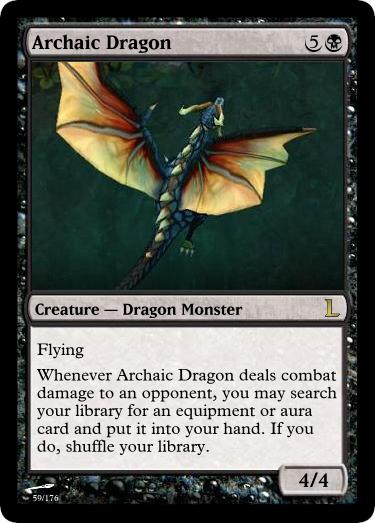 Archaic Dragon 5
Creature — Dragon Monster L
Flying
Whenever Archaic Dragon deals combat
damage to an opponent, you may search
your library for an equipment or aura
card and put it into your hand. If you
do, shuffle your library.
4/4
59/176